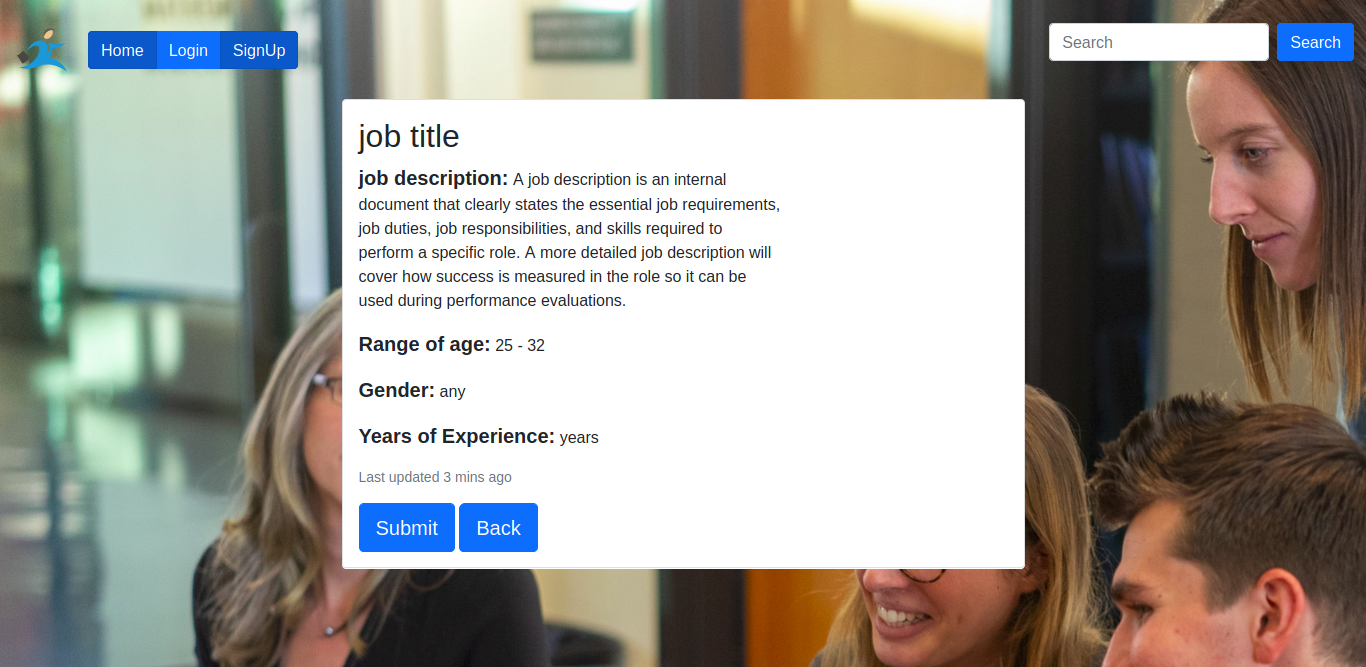 Home Login SignUp
Search Search
job title
job description: A job description is an internal
document that clearly states the essential job requirements,
job duties, job responsibilities, and skills required to
perform a specific role. A more detailed job description will
cover how success is measured in the role so it can be
used during performance evaluations.
Range of age: 25 - 32
Gender: any
Years of Experience: years
Last updated 3 mins ago
Submit Back